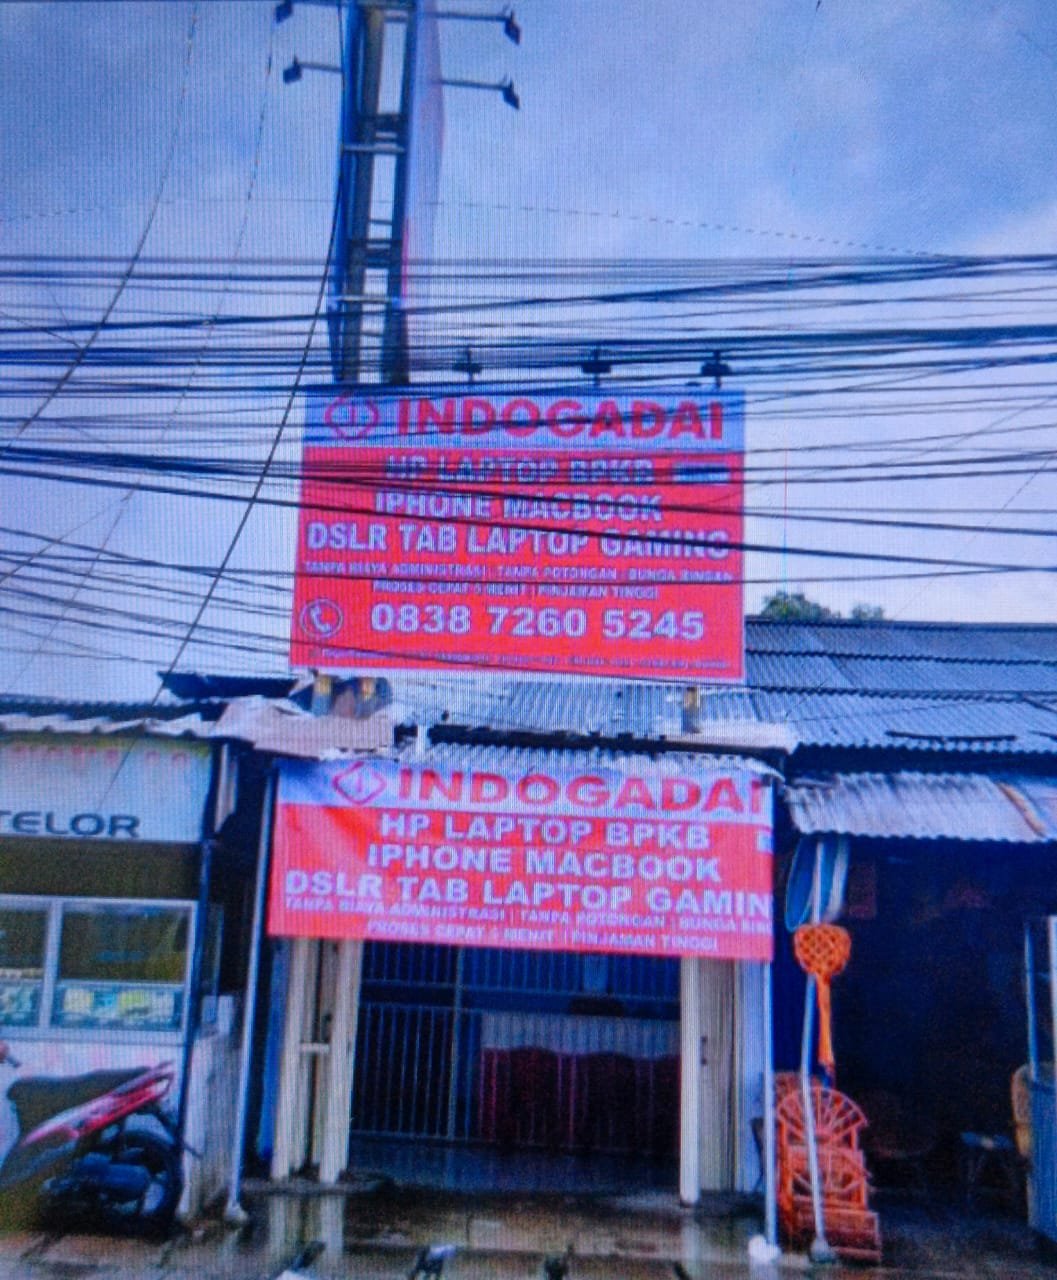 INDOGADAI
HP LAPTOP BPKB
IPHONE MACBOOK
DSLR TAB LAPTOP GAMING
TANPA BIAYA ADMINISTRASI | TANPA POTONGAN | BUNGA RINGAN
PROSES CEPAT 5 MENIT | PINJAMAN TINGGI
0838 7260 5245
TELOR
INDOGADAI
HP LAPTOP BPKB
IPHONE MACBOOK
DSLR TAB LAPTOP GAMIN
TANPA BIAYA ADMINISTRASI | TANPA POTONGAN | BUNGA
PROSES CEPAT 5 MENIT | PINJAMAN TINGGI